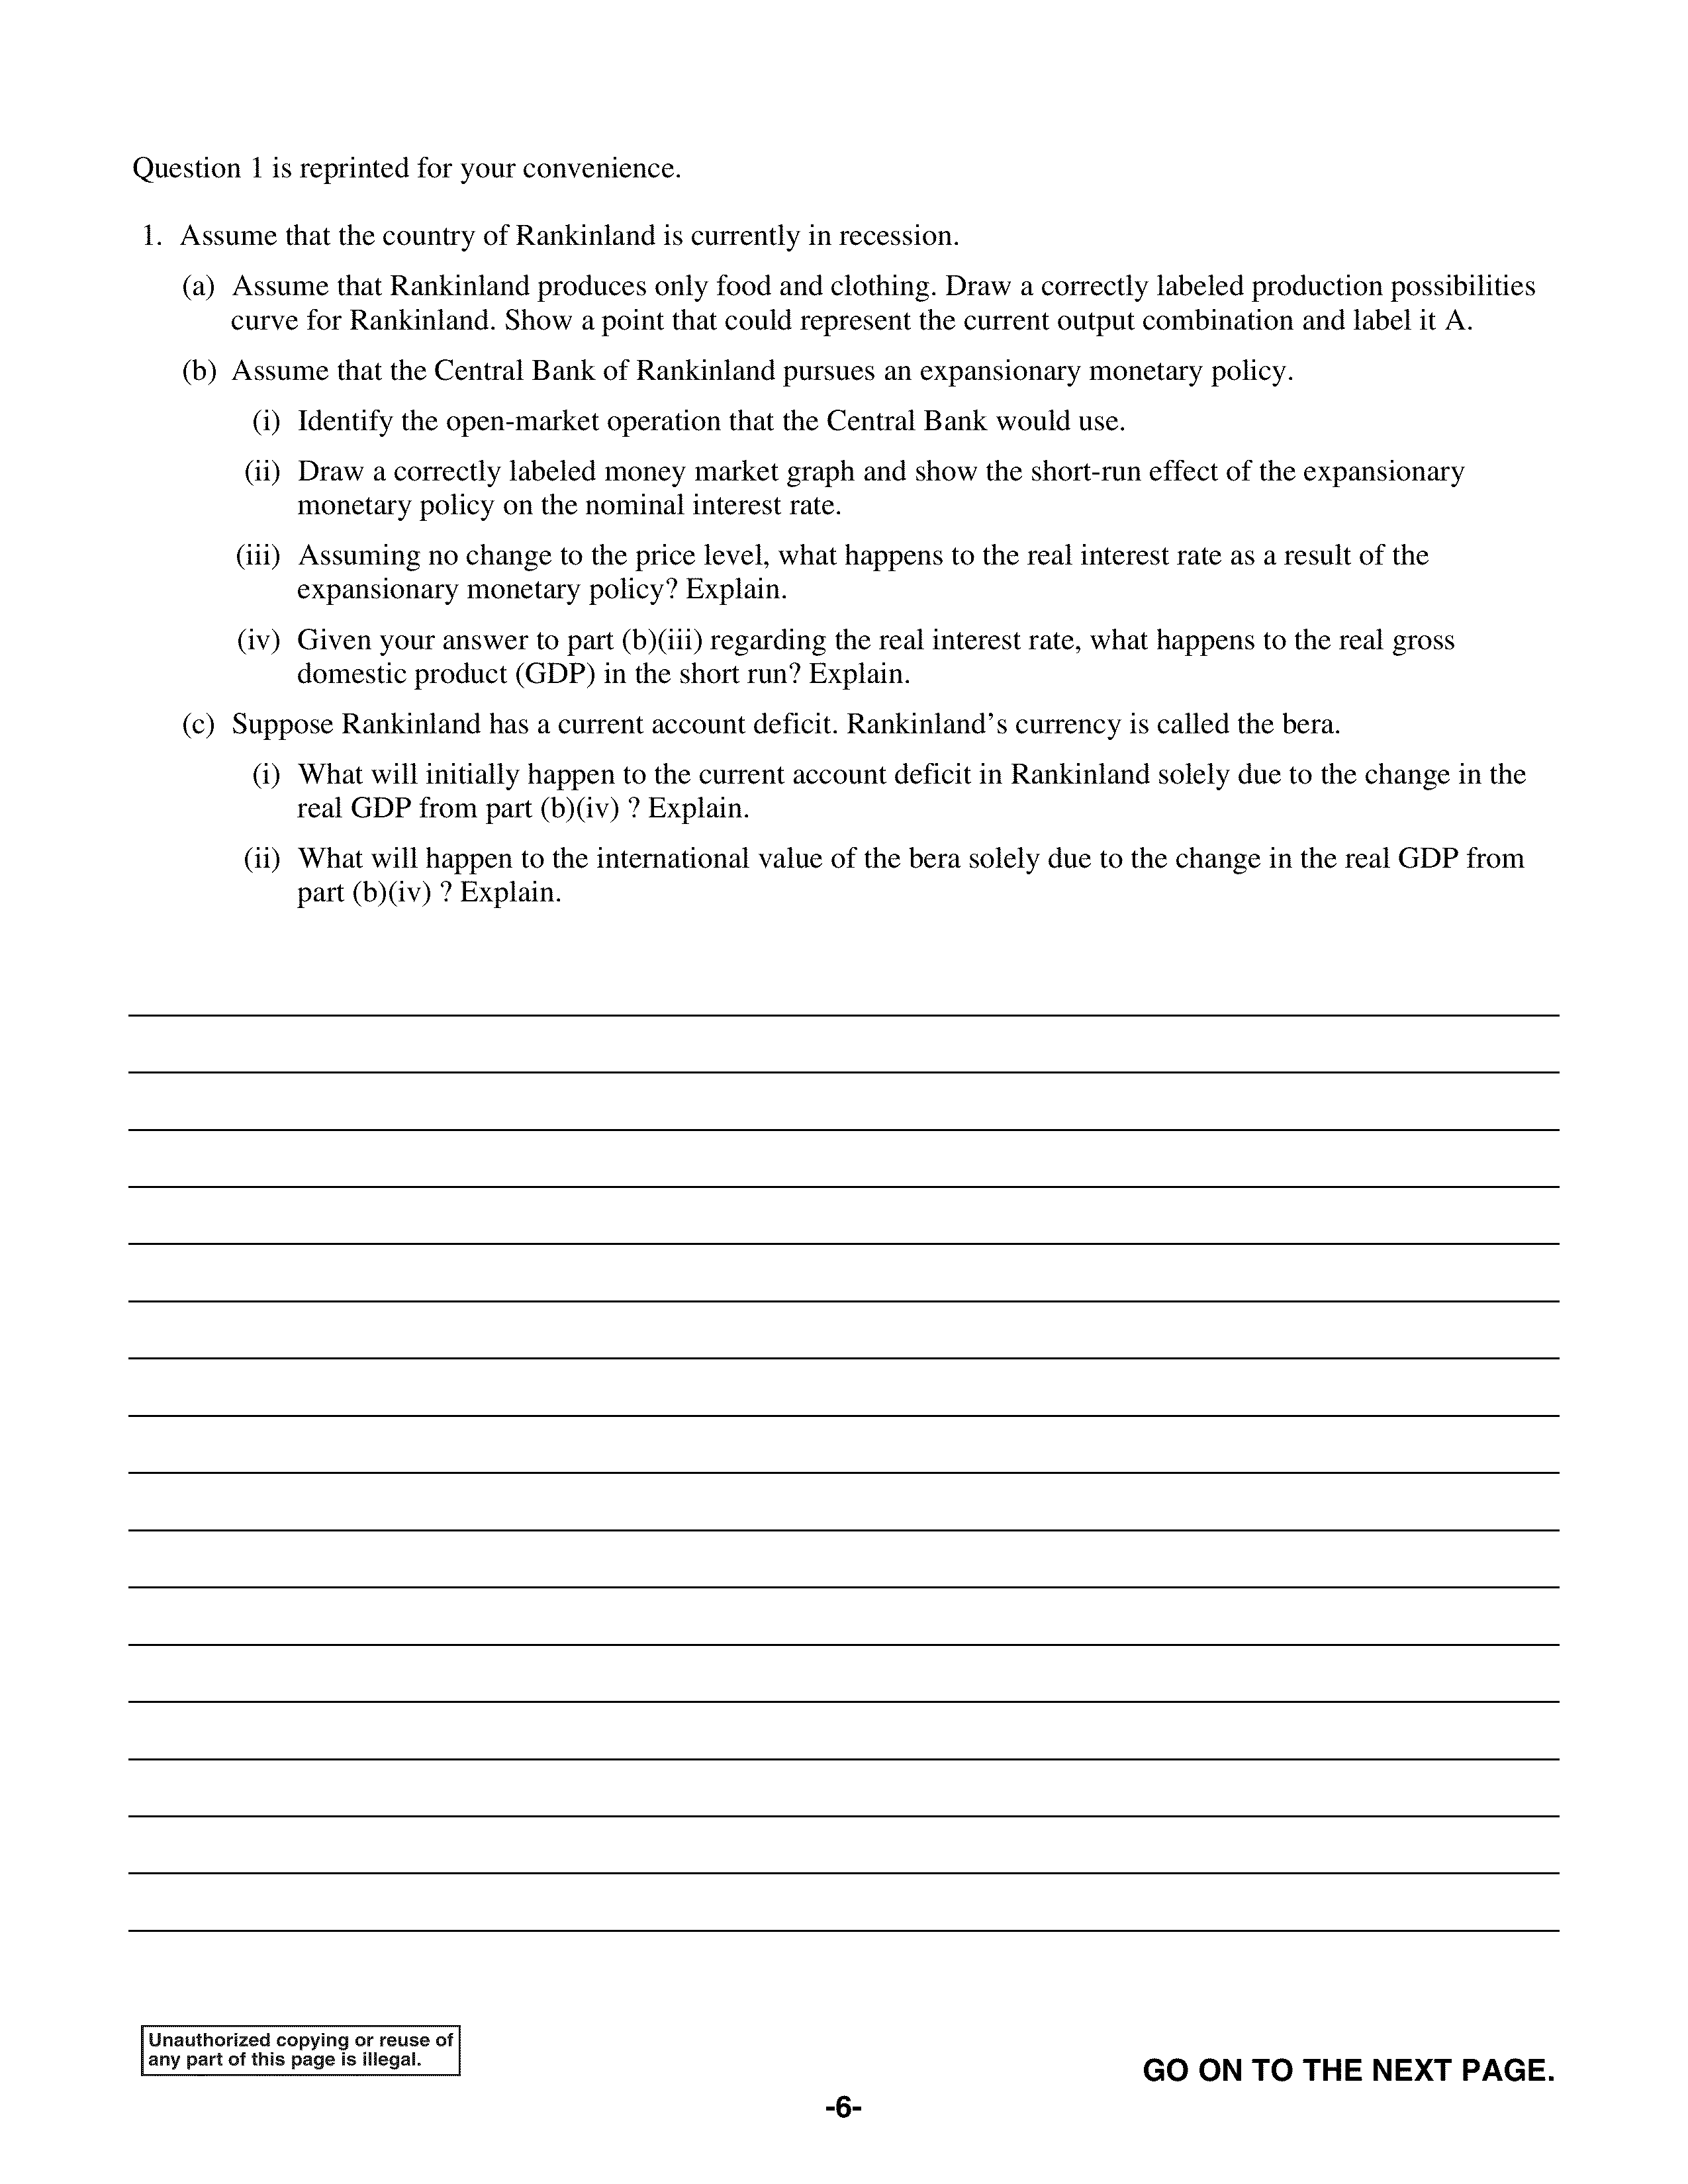 Question 1 is reprinted for your convenience.
1. Assume that the country of Rankinland is currently in recession.
(a) Assume that Rankinland produces only food and clothing. Draw a correctly labeled production possibilities
curve for Rankinland. Show a point that could represent the current output combination and label it A.
(b) Assume that the Central Bank of Rankinland pursues an expansionary monetary policy.
(i) Identify the open-market operation that the Central Bank would use.
(ii) Draw a correctly labeled money market graph and show the short-run effect of the expansionary
monetary policy on the nominal interest rate.
(iii) Assuming no change to the price level, what happens to the real interest rate as a result of the
expansionary monetary policy? Explain.
(iv) Given your answer to part (b)(iii) regarding the real interest rate, what happens to the real gross
domestic product (GDP) in the short run? Explain.
(c) Suppose Rankinland has a current account deficit. Rankinland's currency is called the bera.
(i) What will initially happen to the current account deficit in Rankinland solely due to the change in the
real GDP from part (b)(iv) ? Explain.
(ii) What will happen to the international value of the bera solely due to the change in the real GDP from
part (b)(iv) ? Explain.
Unauthorized copying or reuse of
any part of this page is illegal.
GO ON TO THE NEXT PAGE.
-6-